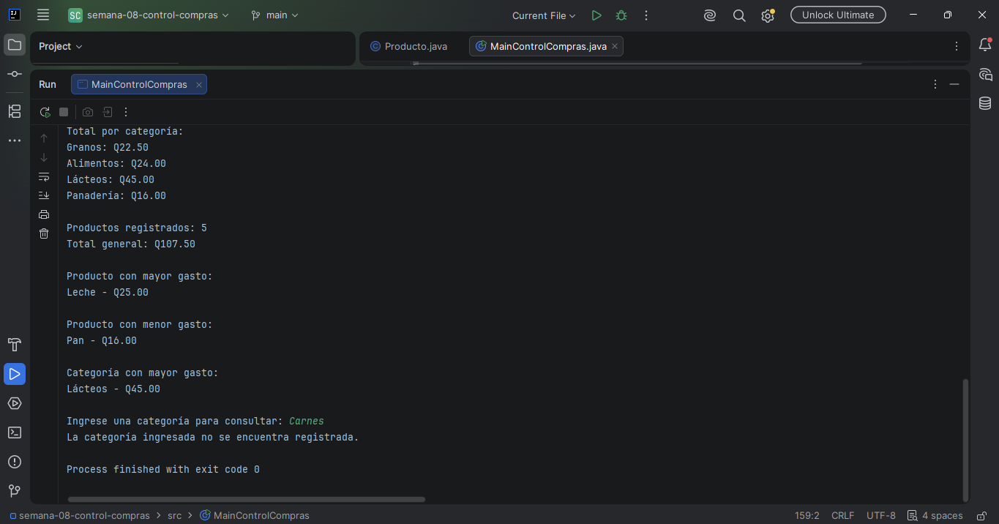 SC semana-08-control-compras main Current File Unlock Ultimate
Project
Producto.java MainControlCompras.java
Run MainControlCompras
Total por categoría:
Granos: Q22.50
Alimentos: Q24.00
Lácteos: Q45.00
Panadería: Q16.00
Productos registrados: 5
Total general: Q107.50
Producto con mayor gasto:
Leche - Q25.00
Producto con menor gasto:
Pan - Q16.00
Categoría con mayor gasto:
Lácteos - Q45.00
Ingrese una categoría para consultar: Carnes
La categoría ingresada no se encuentra registrada.
Process finished with exit code 0
semana-08-control-compras > src > MainControlCompras 159:2 CRLF UTF-8 4 spaces